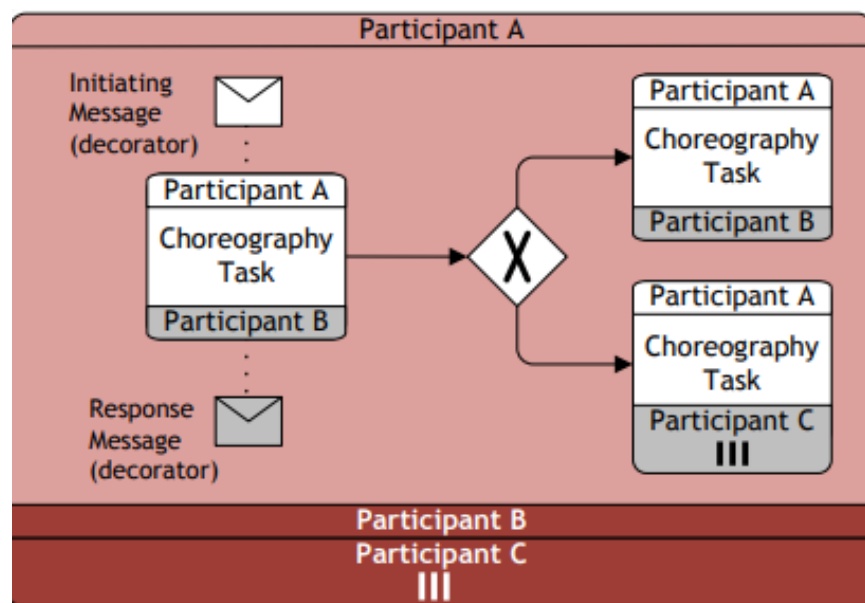 Participant A
Initiating
Message
(decorator)
Participant A
Choreography
Task
Participant B
Response
Message
(decorator)
X
Participant A
Choreography
Task
Participant B
Participant A
Choreography
Task
Participant C
Participant B
Participant C